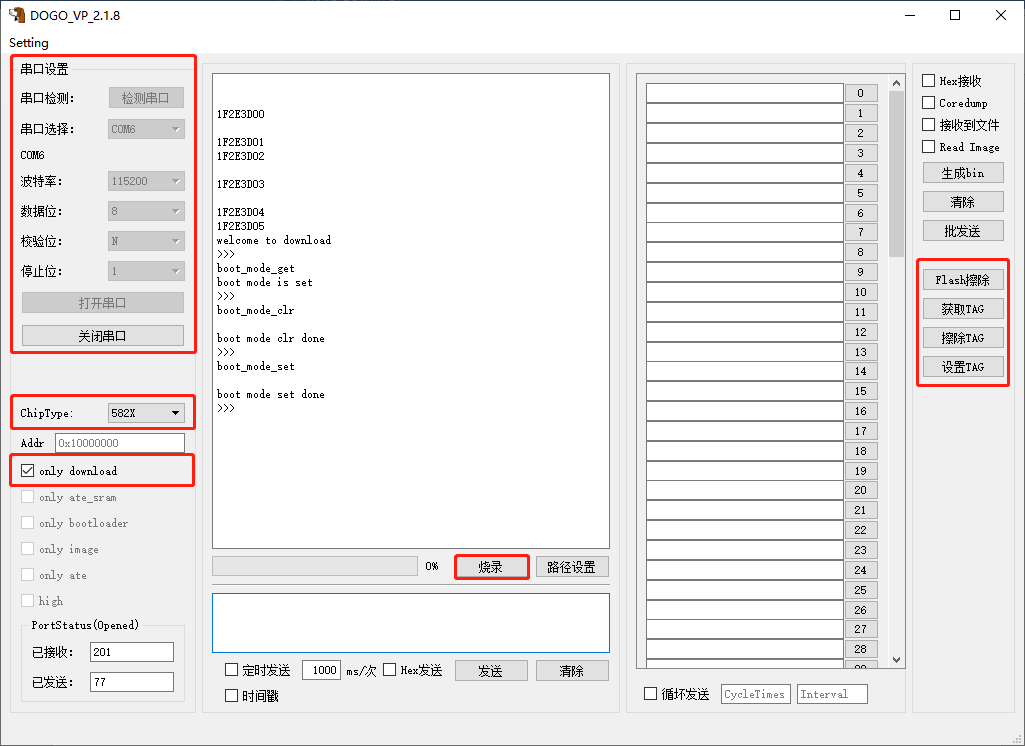 DOGO_VP_2.1.8
Setting
串口设置
串口检测： 检测串口
串口选择： COM6
COM6
波特率： 115200
数据位： 8
校验位： N
停止位： 1
打开串口
关闭串口
ChipType: 582X
Addr 0x10000000
only download
only ate_sram
only bootloader
only image
only ate
high
PortStatus(Opened)
已接收： 201
已发送： 77
1F2E3D00
1F2E3D01
1F2E3D02
1F2E3D03
1F2E3D04
1F2E3D05
welcome to download
>>>
boot_mode_get
boot mode is set
>>>
boot_mode_clr
boot mode clr done
>>>
boot_mode_set
boot mode set done
>>>
0% 烧录 路径设置
定时发送 1000 ms/次 Hex发送 发送 清除
时间戳
0
1
2
3
4
5
6
7
8
9
10
11
12
13
14
15
16
17
18
19
20
21
22
23
24
25
26
27
28
29
循环发送 CycleTimes Interval
Hex接收
Coredump
接收到文件
Read Image
生成bin
清除
批发送
Flash擦除
获取TAG
擦除TAG
设置TAG